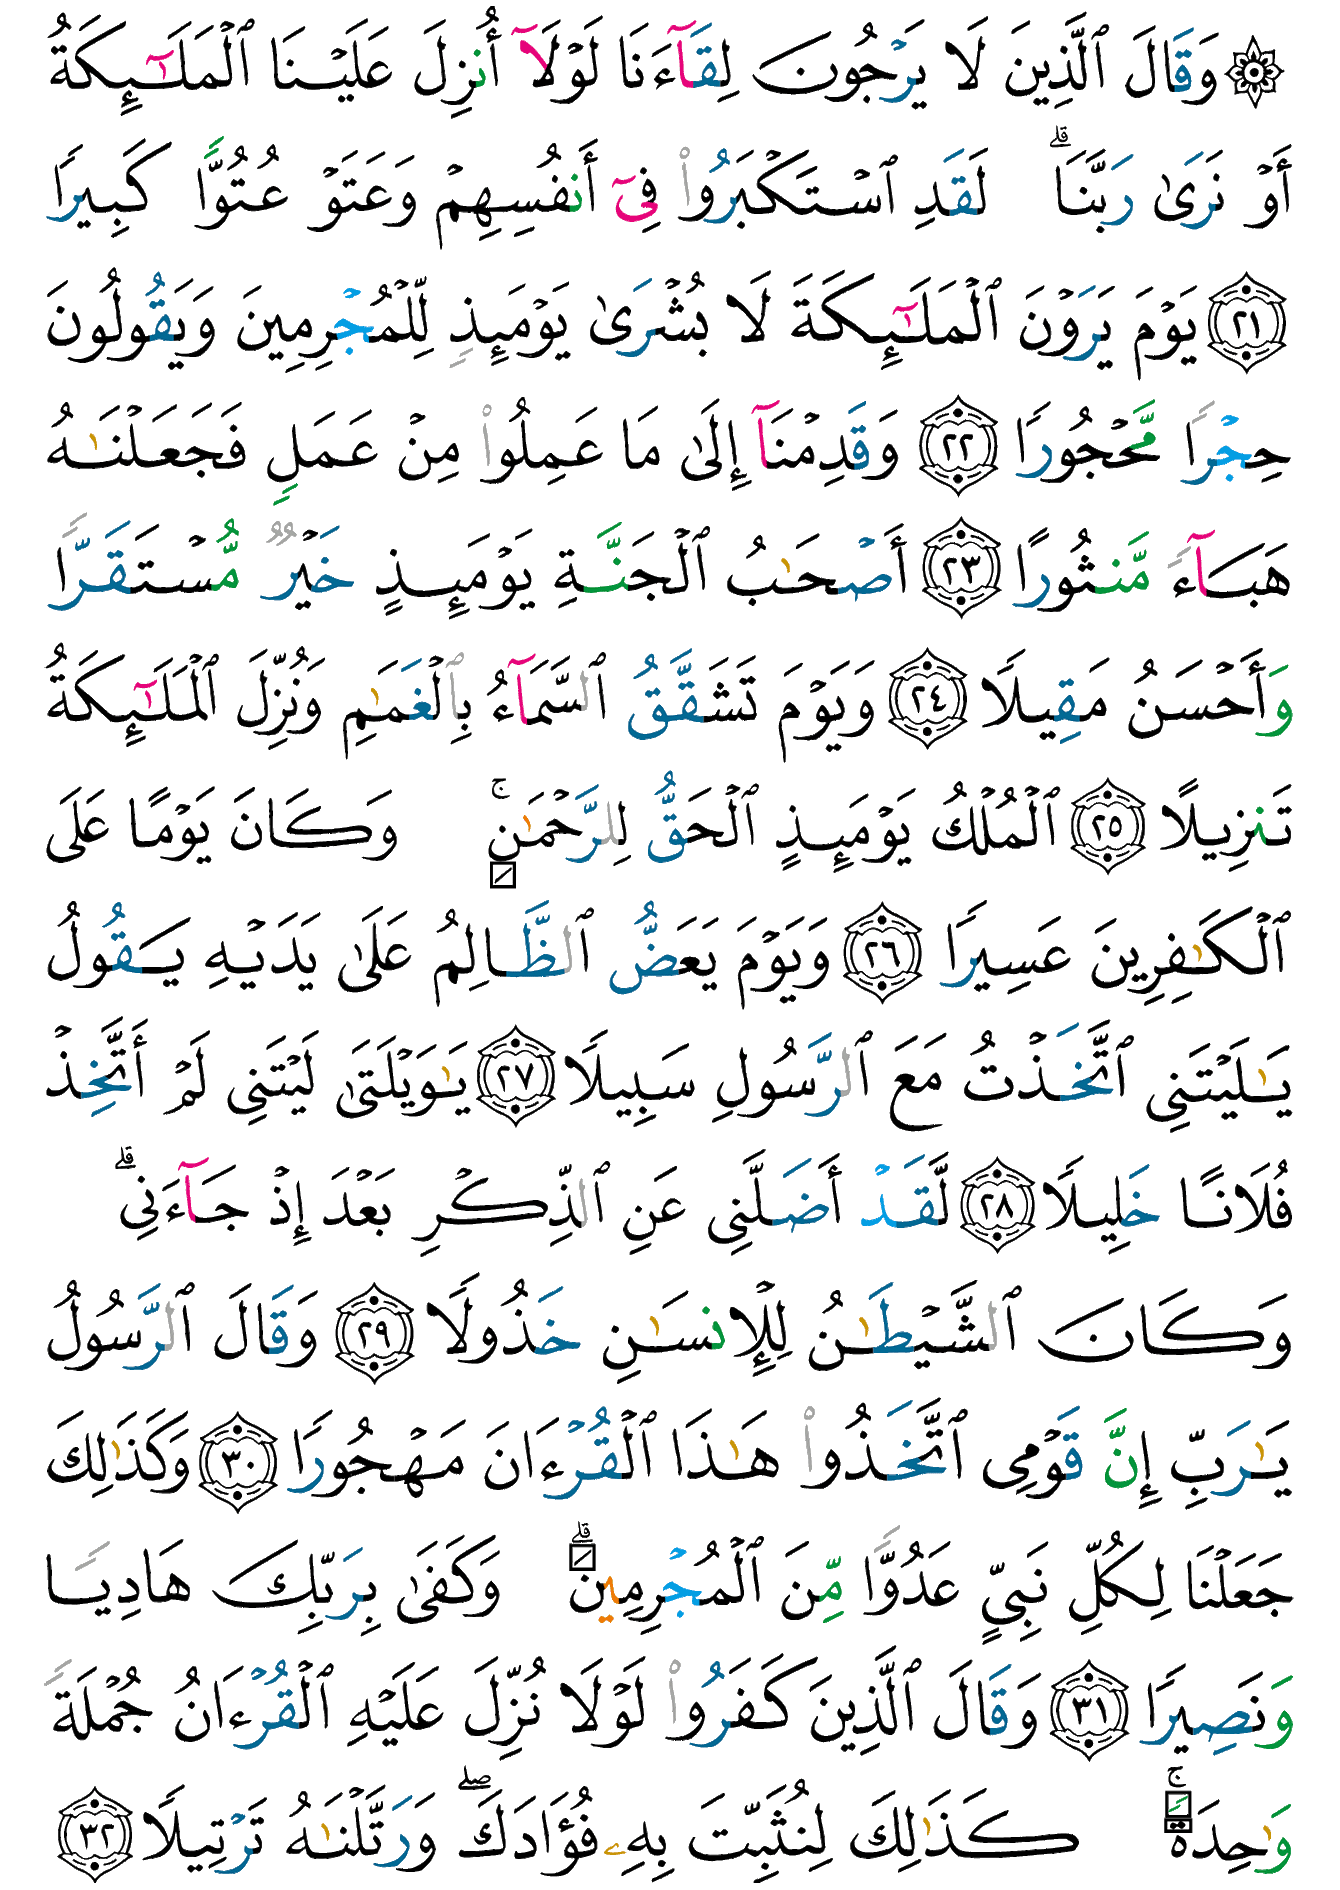 ۞ وَقَالَ ٱلَّذِينَ لَا يَرۡجُونَ لِقَآءَنَا لَوۡلَآ أُنزِلَ عَلَيۡنَا ٱلۡمَلَٰٓئِكَةُ
أَوۡ نَرَىٰ رَبَّنَاۗ لَقَدِ ٱسۡتَكۡبَرُواْ فِيٓ أَنفُسِهِمۡ وَعَتَوۡ عُتُوّٗا كَبِيرٗا
٢١ يَوۡمَ يَرَوۡنَ ٱلۡمَلَٰٓئِكَةَ لَا بُشۡرَىٰ يَوۡمَئِذٖ لِّلۡمُجۡرِمِينَ وَيَقُولُونَ
حِجۡرٗا مَّحۡجُورٗا ٢٢ وَقَدِمۡنَآ إِلَىٰ مَا عَمِلُواْ مِنۡ عَمَلٖ فَجَعَلۡنَٰهُ
هَبَآءٗ مَّنثُورًا ٢٣ أَصۡحَٰبُ ٱلۡجَنَّةِ يَوۡمَئِذٍ خَيۡرٞ مُّسۡتَقَرّٗا
وَأَحۡسَنُ مَقِيلٗا ٢٤ وَيَوۡمَ تَشَقَّقُ ٱلسَّمَآءُ بِٱلۡغَمَٰمِ وَنُزِّلَ ٱلۡمَلَٰٓئِكَةُ
تَنزِيلًا ٢٥ ٱلۡمُلۡكُ يَوۡمَئِذٍ ٱلۡحَقُّ لِلرَّحۡمَٰنِۚ وَكَانَ يَوۡمًا عَلَى
ٱلۡكَٰفِرِينَ عَسِيرٗا ٢٦ وَيَوۡمَ يَعَضُّ ٱلظَّالِمُ عَلَىٰ يَدَيۡهِ يَقُولُ
يَٰلَيۡتَنِي ٱتَّخَذۡتُ مَعَ ٱلرَّسُولِ سَبِيلٗا ٢٧ يَٰوَيۡلَتَىٰ لَيۡتَنِي لَمۡ أَتَّخِذۡ
فُلَانًا خَلِيلٗا ٢٨ لَّقَدۡ أَضَلَّنِي عَنِ ٱلذِّكۡرِ بَعۡدَ إِذۡ جَآءَنِيۗ
وَكَانَ ٱلشَّيۡطَٰنُ لِلۡإِنسَٰنِ خَذُولٗا ٢٩ وَقَالَ ٱلرَّسُولُ
يَٰرَبِّ إِنَّ قَوۡمِي ٱتَّخَذُواْ هَٰذَا ٱلۡقُرۡءَانَ مَهۡجُورٗا ٣٠ وَكَذَٰلِكَ
جَعَلۡنَا لِكُلِّ نَبِيٍّ عَدُوّٗا مِّنَ ٱلۡمُجۡرِمِينَۗ وَكَفَىٰ بِرَبِّكَ هَادِيٗا
وَنَصِيرٗا ٣١ وَقَالَ ٱلَّذِينَ كَفَرُواْ لَوۡلَا نُزِّلَ عَلَيۡهِ ٱلۡقُرۡءَانُ جُمۡلَةٗ
وَٰحِدَةٗۚ كَذَٰلِكَ لِنُثَبِّتَ بِهِۦ فُؤَادَكَۖ وَرَتَّلۡنَٰهُ تَرۡتِيلٗا ٣٢